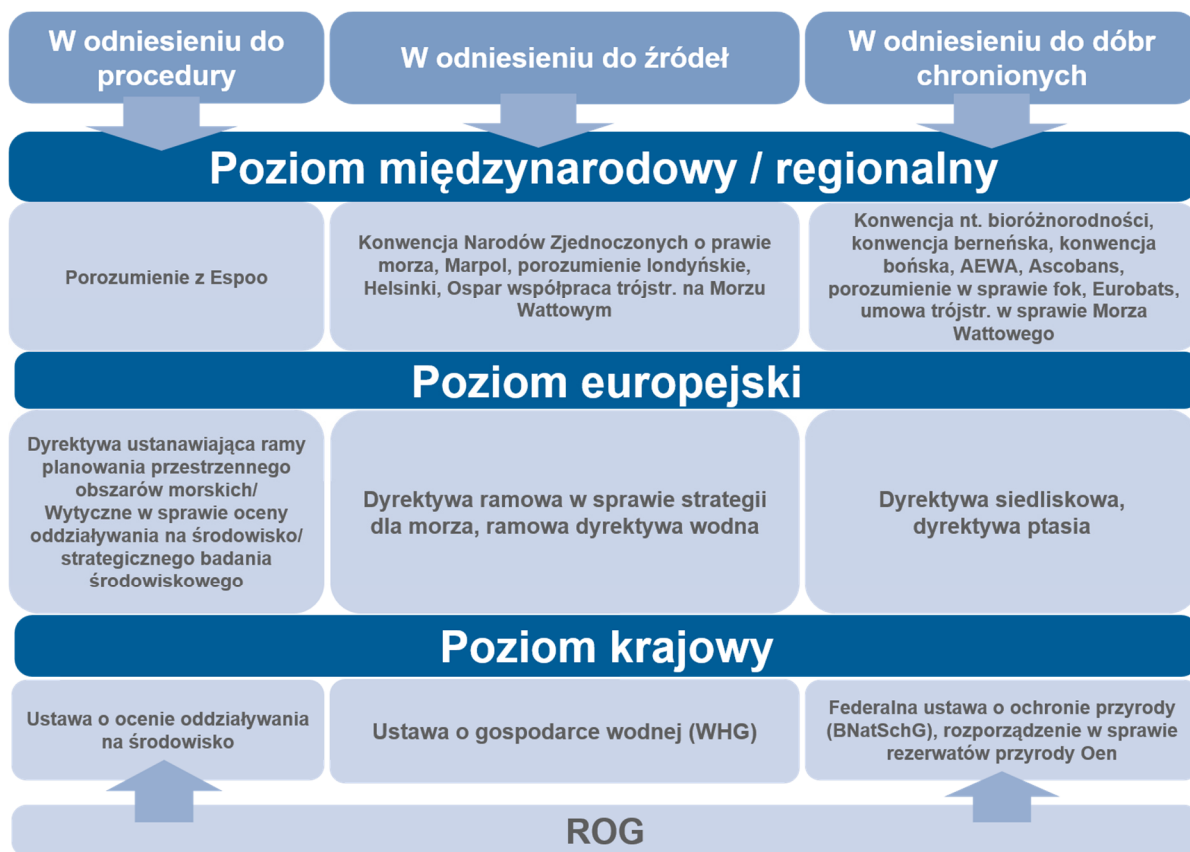 W odniesieniu do
procedury
W odniesieniu do źródeł
W odniesieniu do dóbr
chronionych
Poziom międzynarodowy / regionalny
Porozumienie z Espoo
Konwencja Narodów Zjednoczonych o prawie
morza, Marpol, porozumienie londyńskie,
Helsinki, Ospar współpraca trójstr. na Morzu
Wattowym
Konwencja nt. bioróżnorodności,
konwencja berneńska, konwencja
bońska, AEWA, Ascobans,
porozumienie w sprawie fok, Eurobats,
umowa trójstr. w sprawie Morza
Wattowego
Poziom europejski
Dyrektywa ustanawiająca ramy
planowania przestrzennego
obszarów morskich/
Wytyczne w sprawie oceny
oddziaływania na środowisko/
strategicznego badania
środowiskowego
Dyrektywa ramowa w sprawie strategii
dla morza, ramowa dyrektywa wodna
Dyrektywa siedliskowa,
dyrektywa ptasia
Poziom krajowy
Ustawa o ocenie oddziaływania
na środowisko
Ustawa o gospodarce wodnej (WHG)
Federalna ustawa o ochronie przyrody
(BNatSchG), rozporządzenie w sprawie
rezerwatów przyrody Oen
ROG